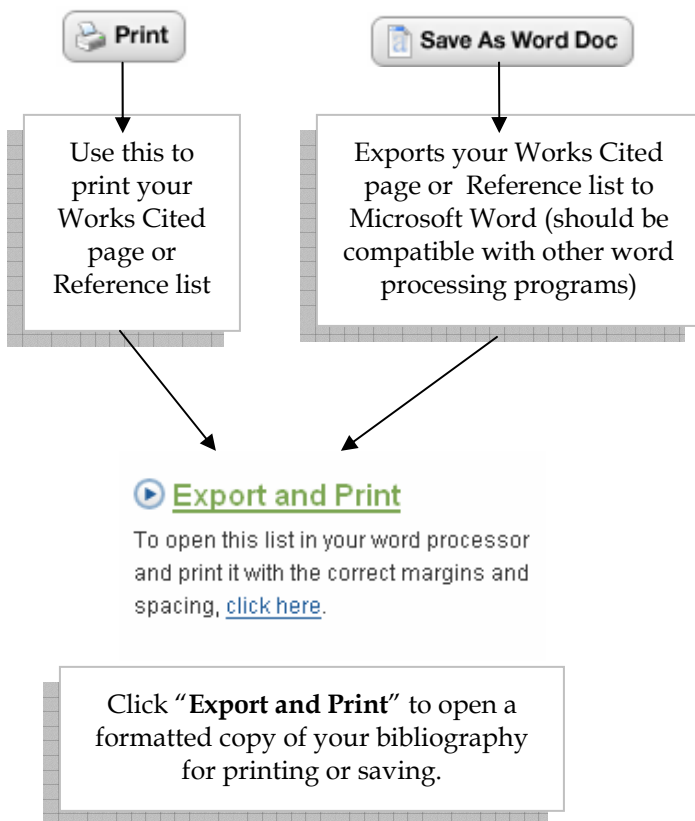 Print
Save As Word Doc
Use this to
print your
Works Cited
page or
Reference list
Exports your Works Cited
page or Reference list to
Microsoft Word (should be
compatible with other word
processing programs)
Export and Print
To open this list in your word processor
and print it with the correct margins and
spacing, click here.
Click “Export and Print” to open a
formatted copy of your bibliography
for printing or saving.